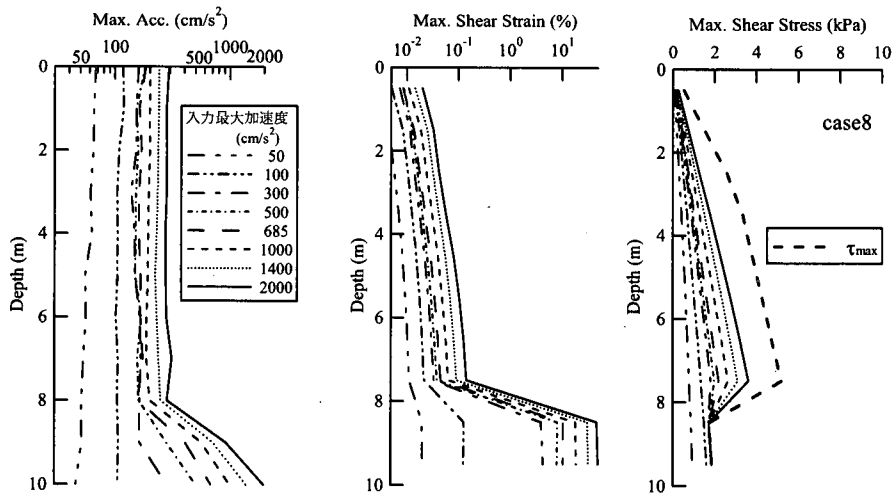 Max. Acc. (cm/s²)
50 100 500 1000 2000
0
2
4
6
8
10
Depth (m)
入力最大加速度
(cm/s²)
50
100
300
500
685
1000
1400
2000
Max. Shear Strain (%)
10⁻² 10⁻¹ 10⁰ 10¹
0
2
4
6
8
10
Depth (m)
Max. Shear Stress (kPa)
0 2 4 6 8 10
0
2
4
6
8
10
Depth (m)
case8
τmax